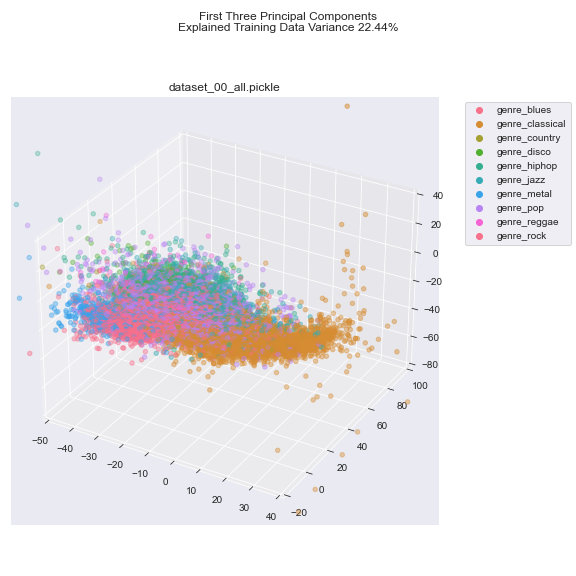 First Three Principal Components
Explained Training Data Variance 22.44%
dataset_00_all.pickle
genre_blues
genre_classical
genre_country
genre_disco
genre_hiphop
genre_jazz
genre_metal
genre_pop
genre_reggae
genre_rock
40
20
0
−20
−40
−60
−80
100
80
60
40
20
0
−20
−50
−40
−30
−20
−10
0
10
20
30
40